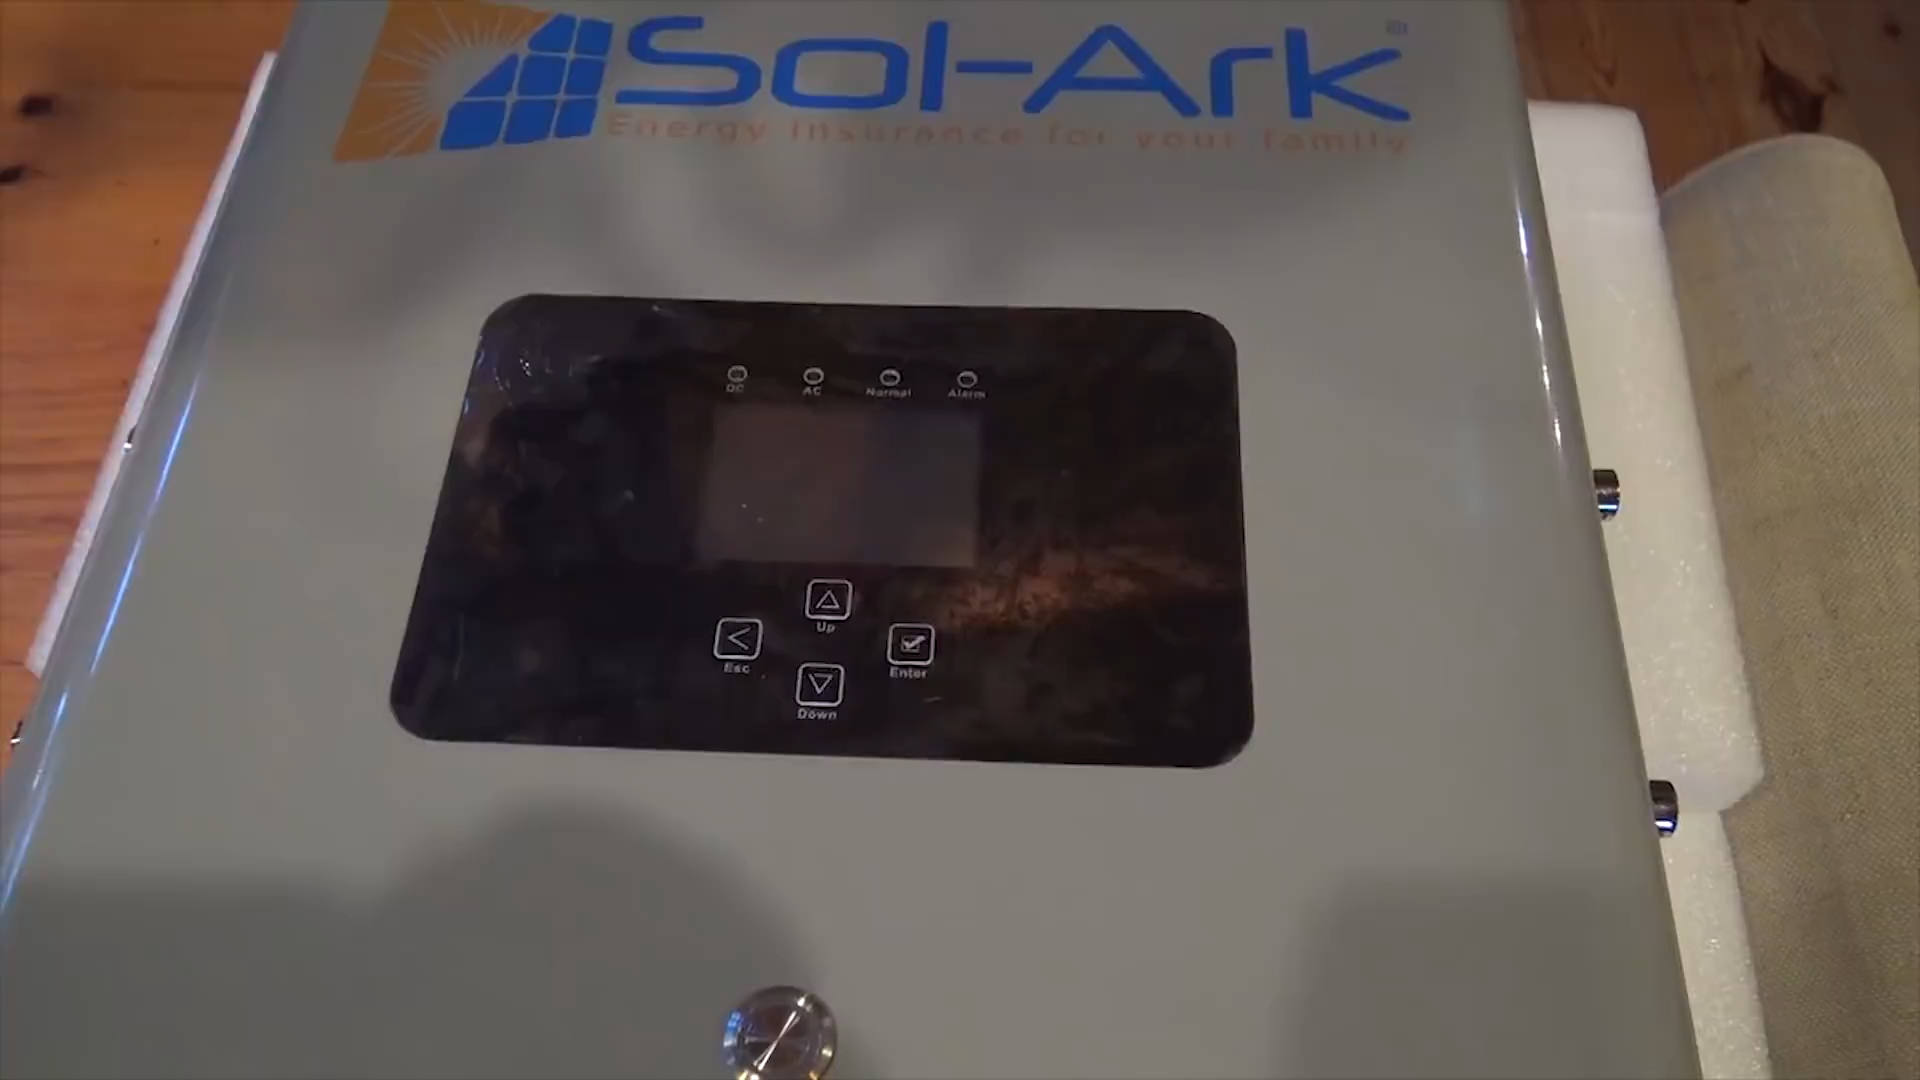 Sol-Ark
Energy insurance for your family
DC AC Normal Alarm
Up
Esc
Enter
Down